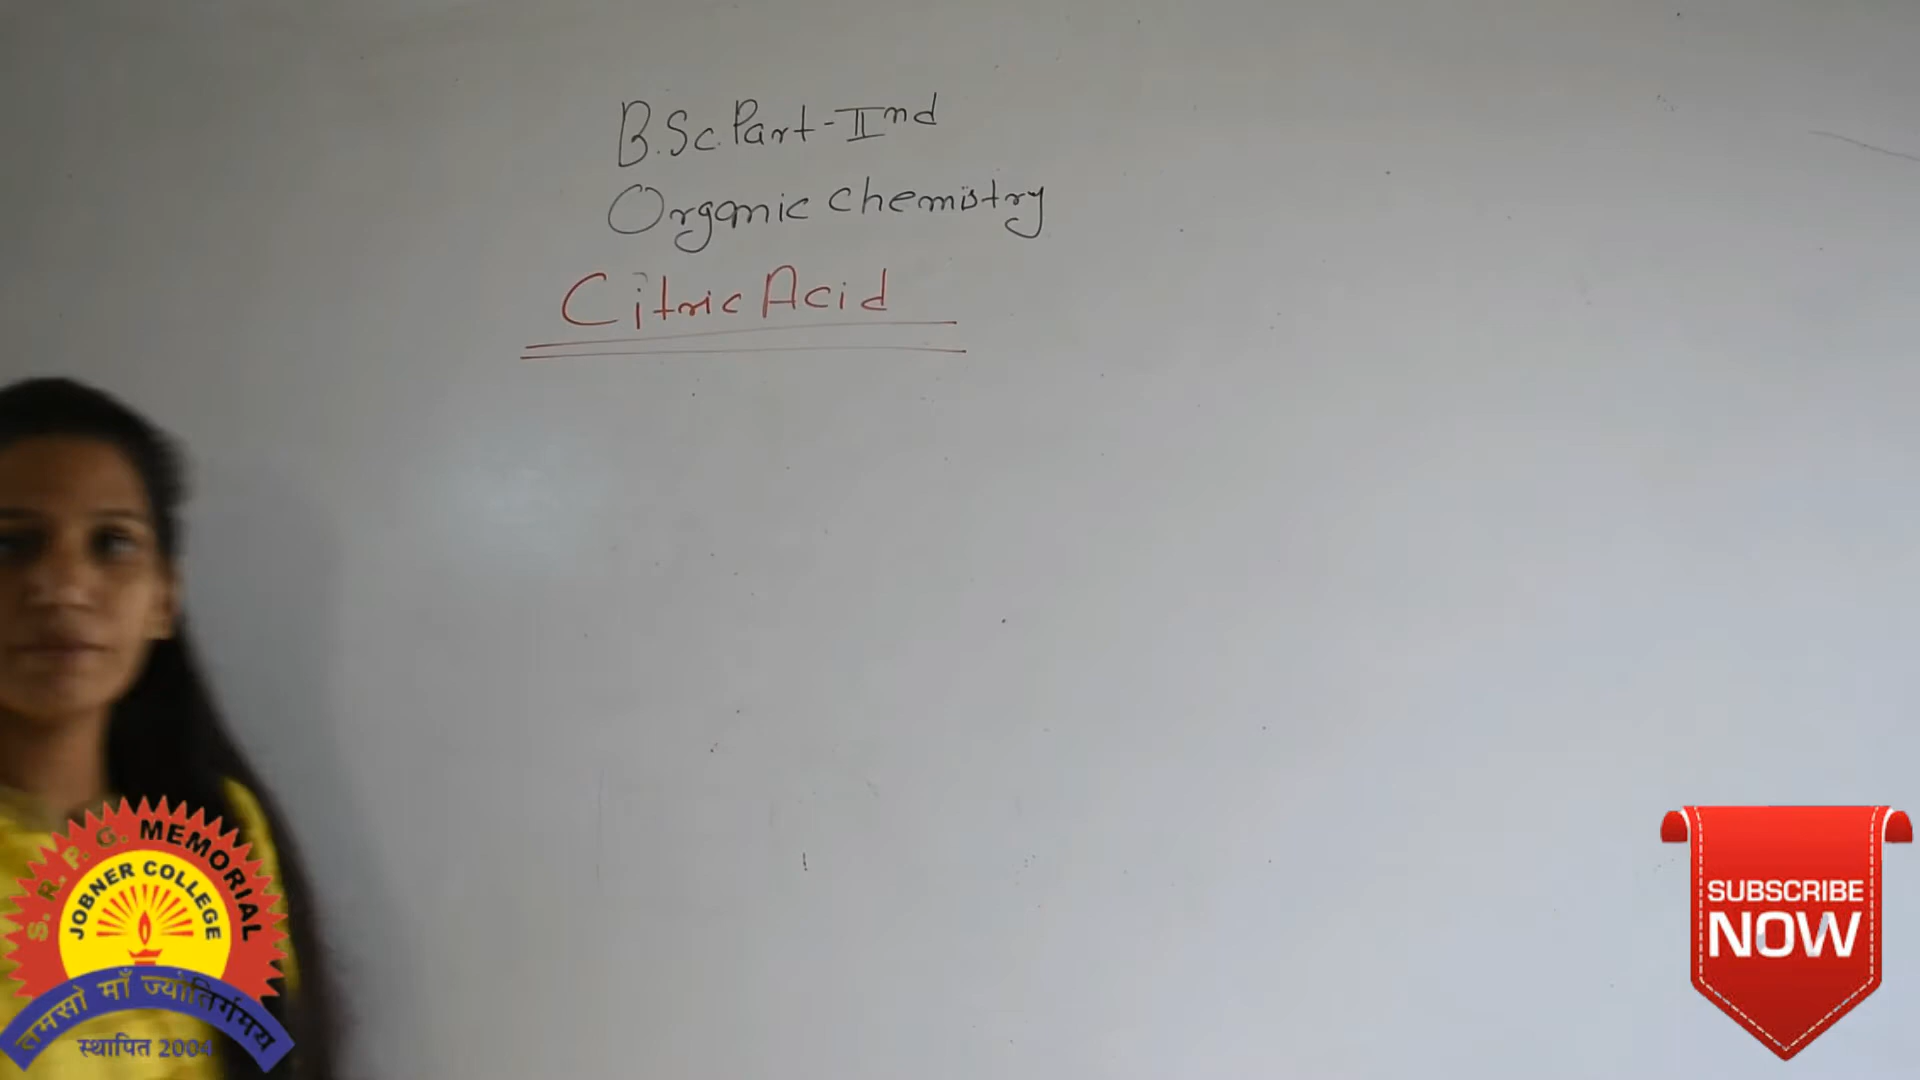 B.Sc. Part-IInd
Organic chemistry
Citric Acid
S. R. P. G. MEMORIAL
JOBNER COLLEGE
तमसो माँ ज्योतिर्गमय
स्थापित 2004
SUBSCRIBE
NOW